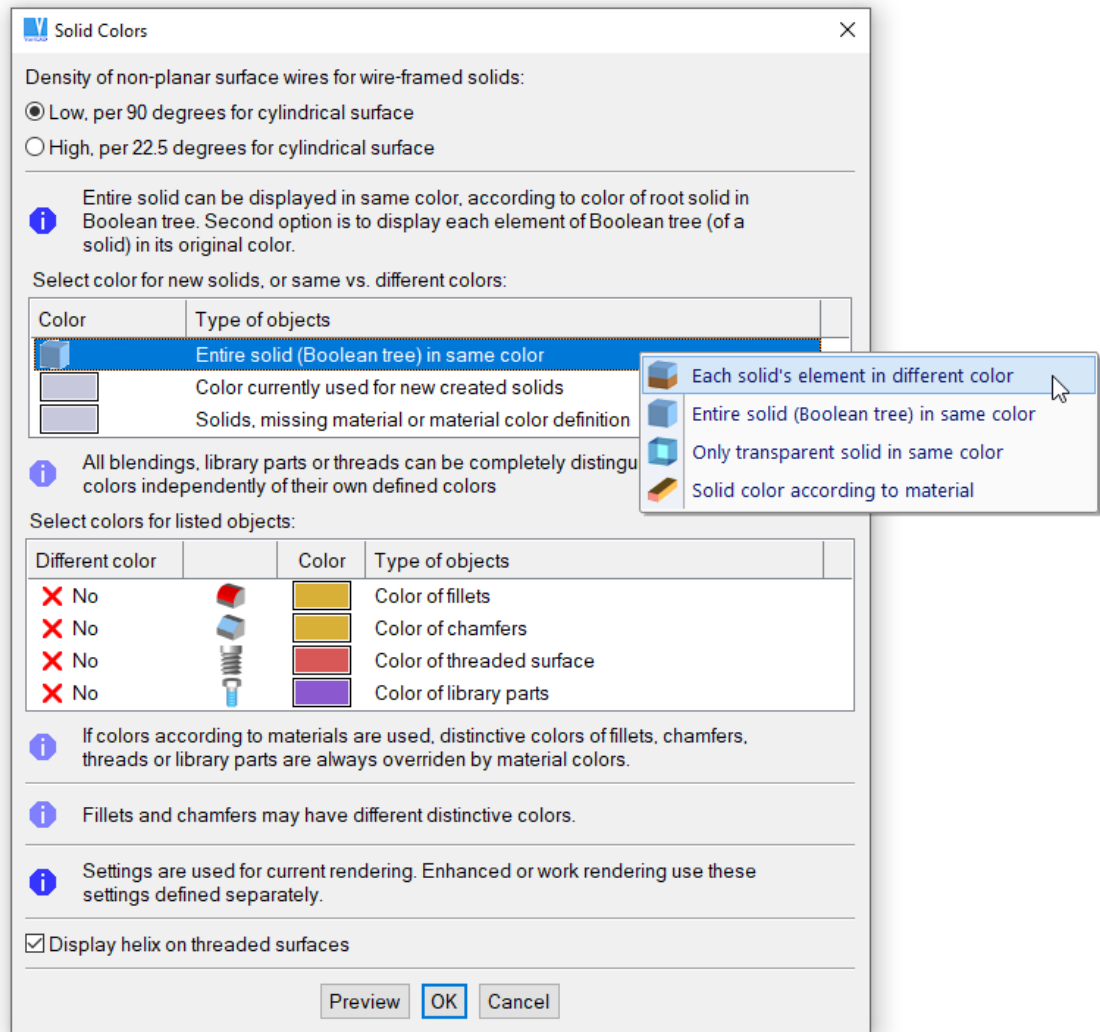 Solid Colors
Density of non-planar surface wires for wire-framed solids:
Low, per 90 degrees for cylindrical surface
High, per 22.5 degrees for cylindrical surface
Entire solid can be displayed in same color, according to color of root solid in
Boolean tree. Second option is to display each element of Boolean tree (of a
solid) in its original color.
Select color for new solids, or same vs. different colors:
Color Type of objects
Entire solid (Boolean tree) in same color
Color currently used for new created solids
Solids, missing material or material color definition
Each solid's element in different color
Entire solid (Boolean tree) in same color
Only transparent solid in same color
Solid color according to material
All blendings, library parts or threads can be completely
colors independently of their own defined colors
Select colors for listed objects:
Different color Color Type of objects
No Color of fillets
No Color of chamfers
No Color of threaded surface
No Color of library parts
If colors according to materials are used, distinctive colors of fillets, chamfers,
threads or library parts are always overriden by material colors.
Fillets and chamfers may have different distinctive colors.
Settings are used for current rendering. Enhanced or work rendering use these
settings defined separately.
Display helix on threaded surfaces
Preview OK Cancel